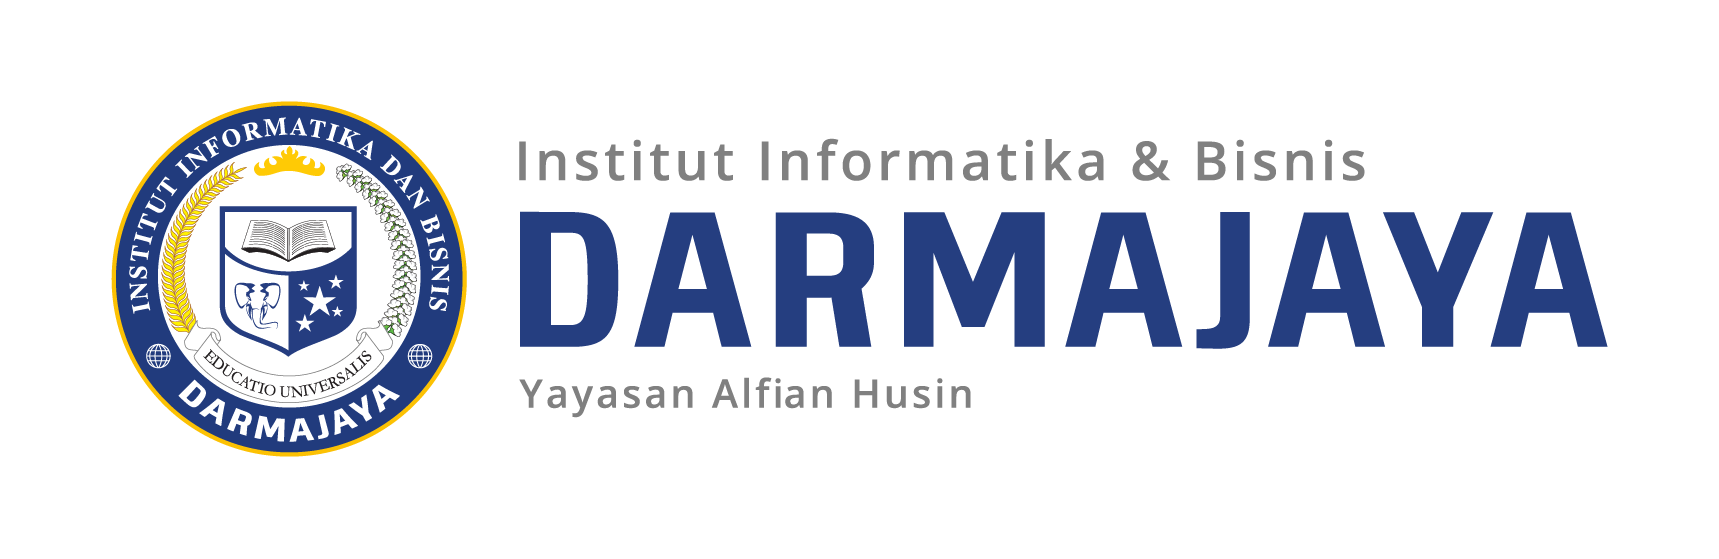 INSTITUT INFORMATIKA DAN BISNIS
EDUCATIO UNIVERSALIS
DARMAJAYA
Institut Informatika & Bisnis
DARMAJAYA
Yayasan Alfian Husin